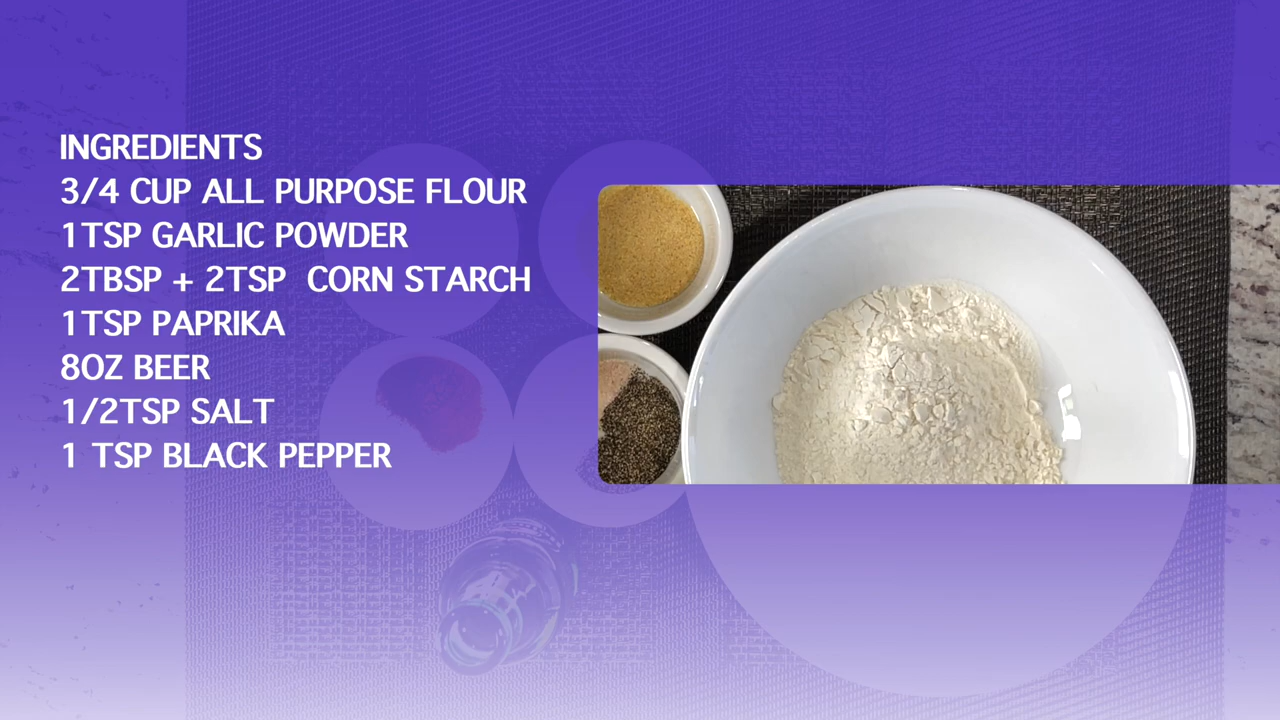 INGREDIENTS
3/4 CUP ALL PURPOSE FLOUR
1TSP GARLIC POWDER
2TBSP + 2TSP  CORN STARCH
1TSP PAPRIKA
8OZ BEER
1/2TSP SALT
1 TSP BLACK PEPPER